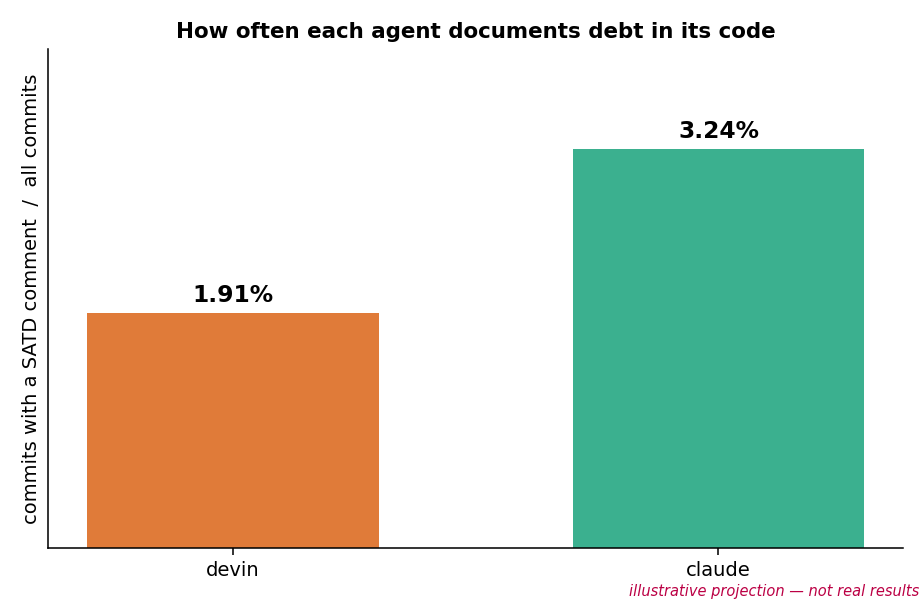 How often each agent documents debt in its code
commits with a SATD comment / all commits
1.91%
3.24%
devin
claude
illustrative projection — not real results